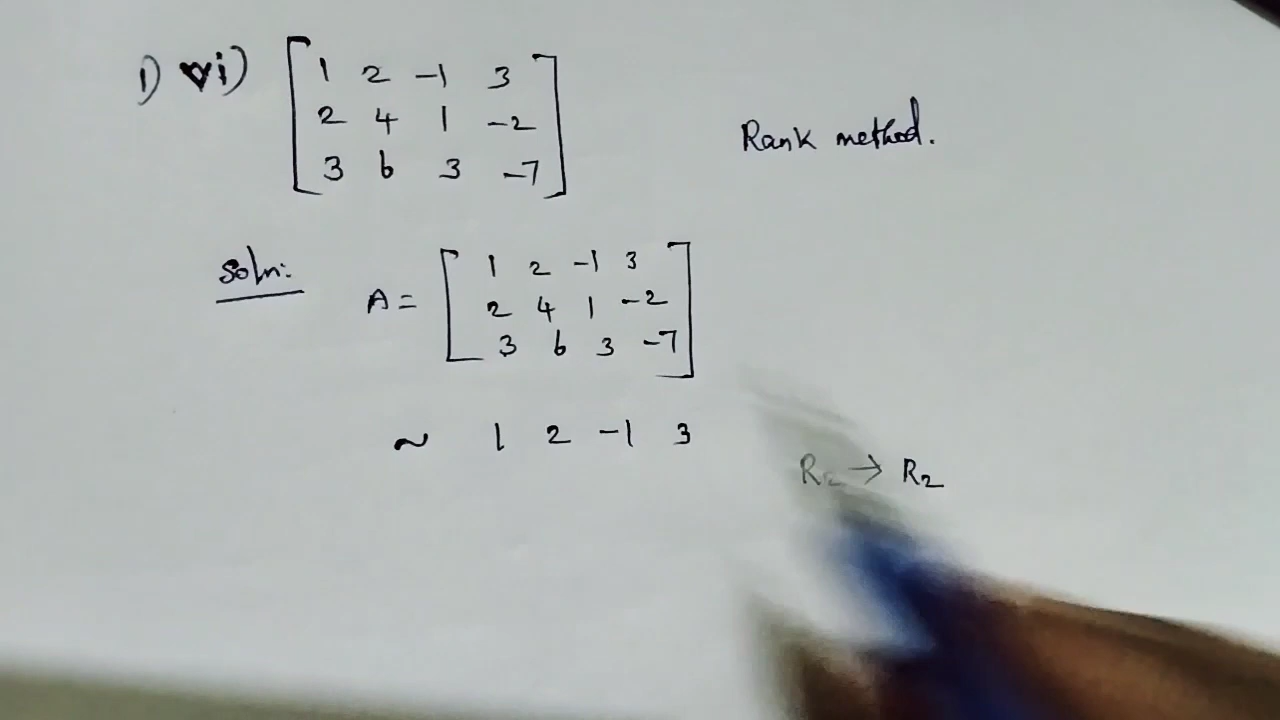 1) vi) 1 2 -1 3
2 4 1 -2
3 6 3 -7
Rank method.
Soln:
A = 1 2 -1 3
2 4 1 -2
3 6 3 -7
~ 1 2 -1 3
R2 → R2